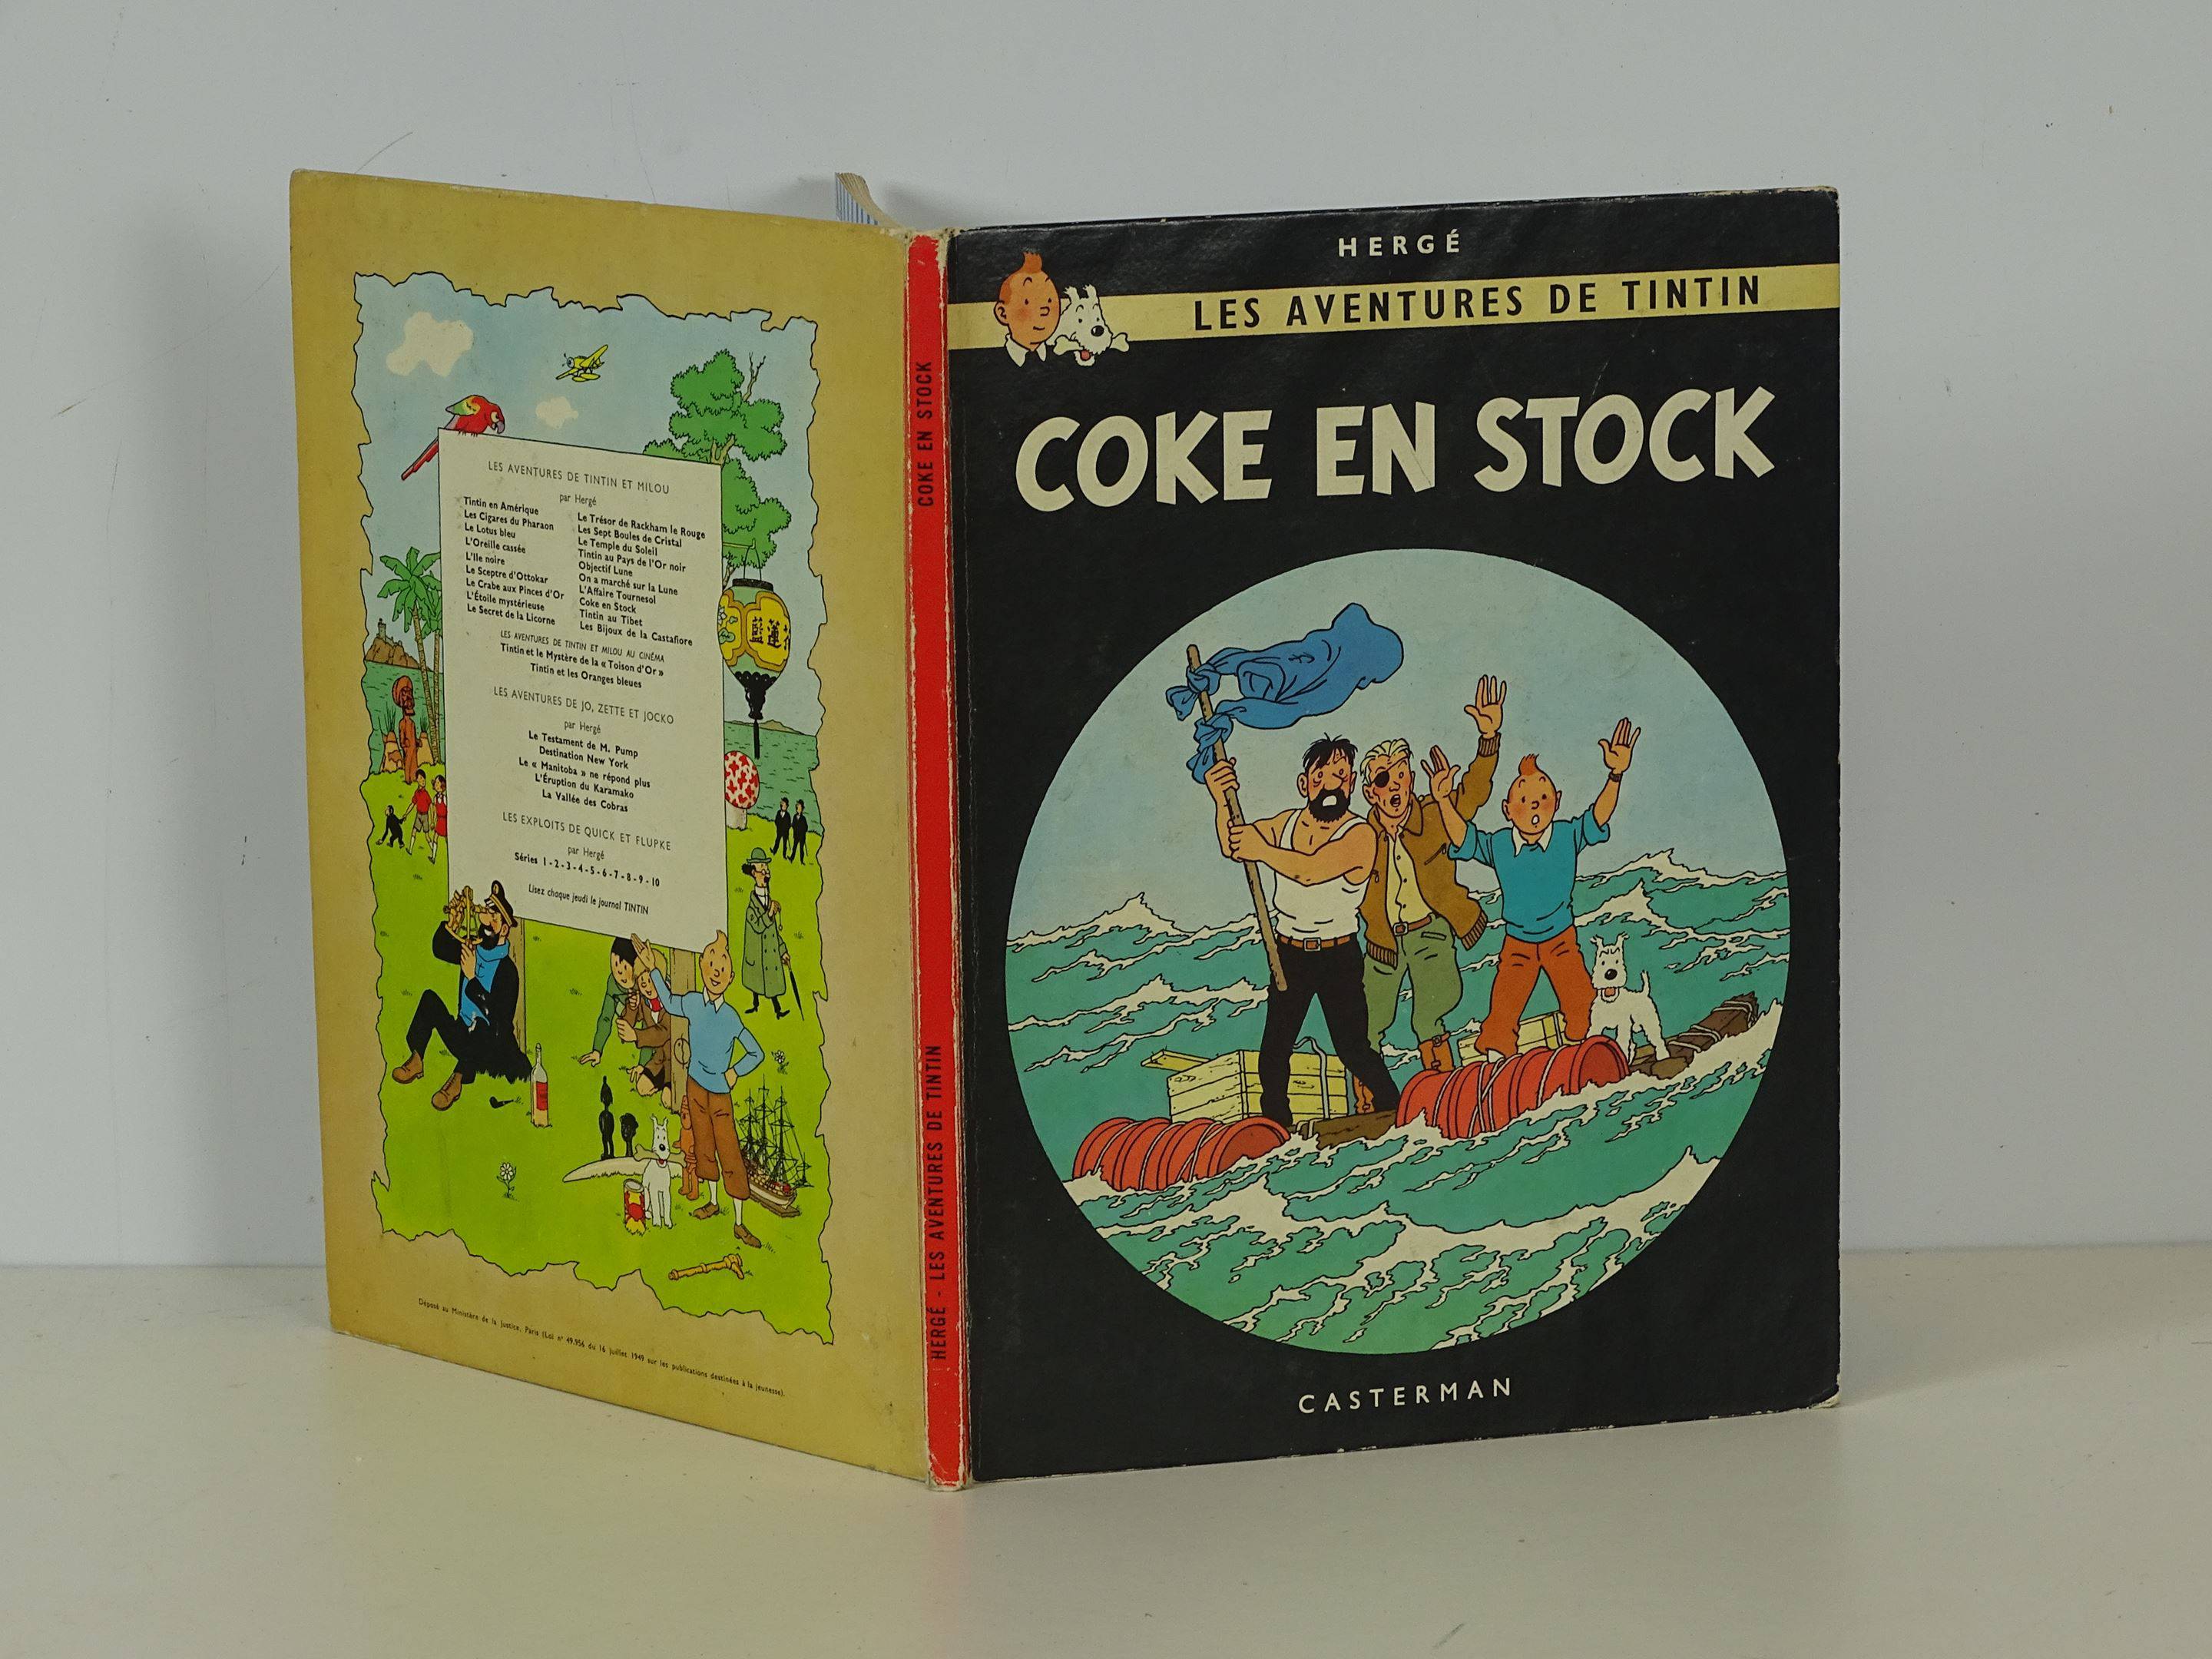 LES AVENTURES DE TINTIN ET MILOU
par Hergé
Tintin en Amérique
Les Cigares du Pharaon
Le Lotus bleu
L'Oreille cassée
L'Ile noire
Le Sceptre d'Ottokar
Le Crabe aux Pinces d'Or
L'Étoile mystérieuse
Le Secret de la Licorne
Le Trésor de Rackham le Rouge
Les Sept Boules de Cristal
Le Temple du Soleil
Tintin au Pays de l'Or noir
Objectif Lune
On a marché sur la Lune
L'Affaire Tournesol
Coke en Stock
Tintin au Tibet
Les Bijoux de la Castafiore
LES AVENTURES DE TINTIN ET MILOU AU CINÉMA
Tintin et le Mystère de la « Toison d'Or »
Tintin et les Oranges bleues
LES AVENTURES DE JO, ZETTE ET JOCKO
par Hergé
Le Testament de M. Pump
Destination New York
Le « Manitoba » ne répond plus
L'Éruption du Karamako
La Vallée des Cobras
LES EXPLOITS DE QUICK ET FLUPKE
par Hergé
Séries 1 - 2 - 3 - 4 - 5 - 6 - 7 - 8 - 9 - 10
Lisez chaque jeudi le journal TINTIN
Déposé au Ministère de la Justice, Paris (Loi n° 49.956 du 16 juillet 1949 sur les publications destinées à la jeunesse).
HERGÉ - LES AVENTURES DE TINTIN
COKE EN STOCK
HERGÉ
LES AVENTURES DE TINTIN
COKE EN STOCK
CASTERMAN